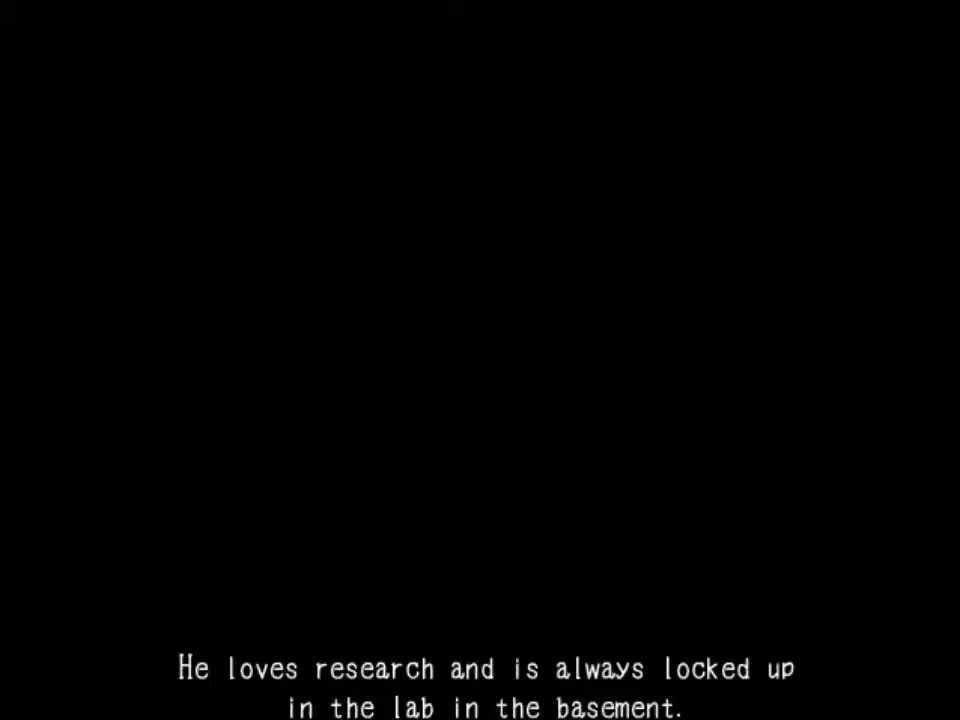 He loves research and is always locked up
in the lab in the basement.